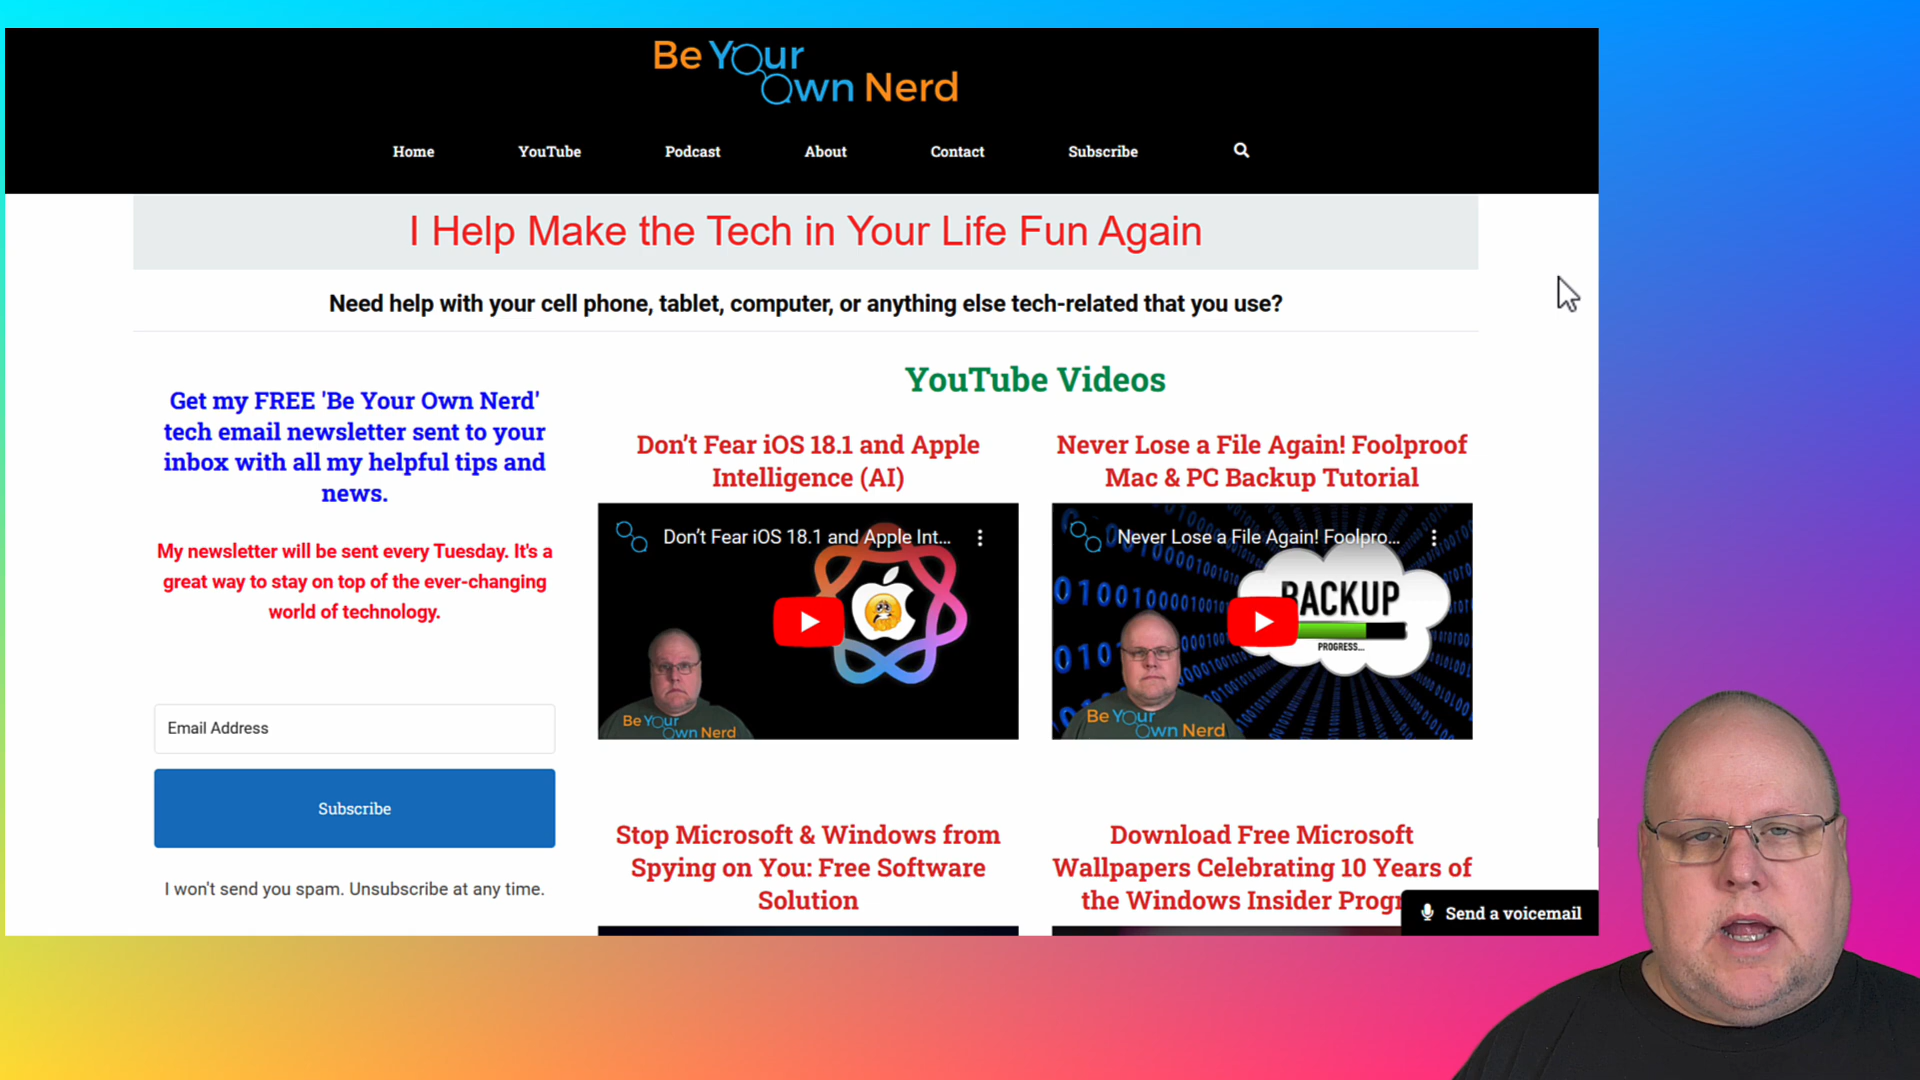 Be Your
Own Nerd
Home YouTube Podcast About Contact Subscribe
I Help Make the Tech in Your Life Fun Again
Need help with your cell phone, tablet, computer, or anything else tech-related that you use?
Get my FREE 'Be Your Own Nerd'
tech email newsletter sent to your
inbox with all my helpful tips and
news.
My newsletter will be sent every Tuesday. It's a
great way to stay on top of the ever-changing
world of technology.
Email Address
Subscribe
I won't send you spam. Unsubscribe at any time.
YouTube Videos
Don’t Fear iOS 18.1 and Apple
Intelligence (AI)
Don’t Fear iOS 18.1 and Apple Int...
Be Your
Own Nerd
Never Lose a File Again! Foolproof
Mac & PC Backup Tutorial
Never Lose a File Again! Foolpro...
BACKUP
PROGRESS...
Be Your
Own Nerd
Stop Microsoft & Windows from
Spying on You: Free Software
Solution
Download Free Microsoft
Wallpapers Celebrating 10 Years of
the Windows Insider Progr
Send a voicemail